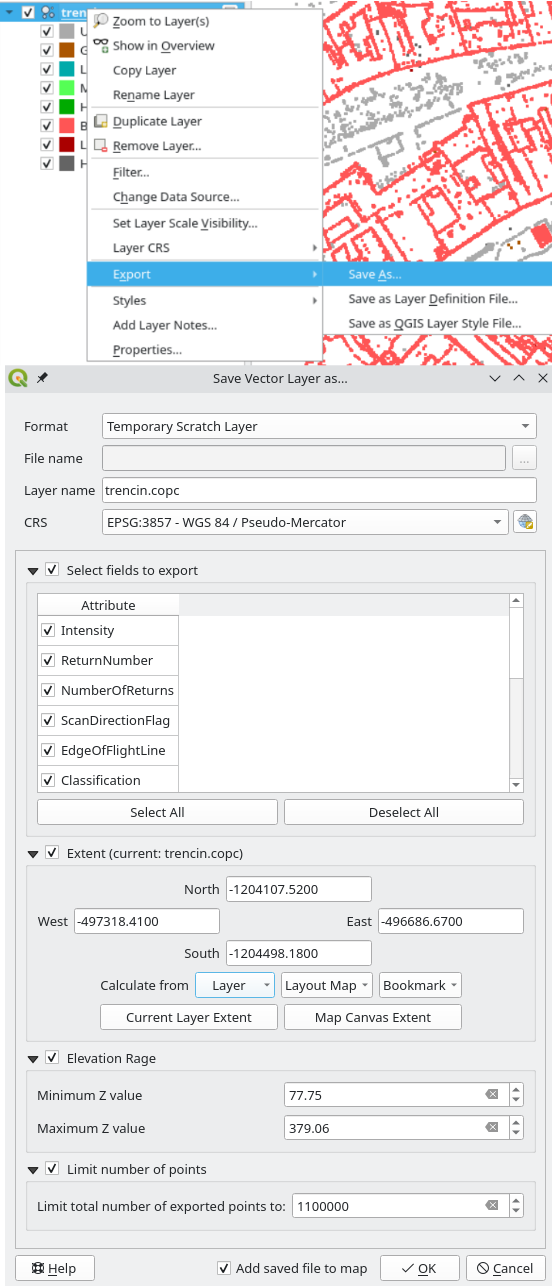 Zoom to Layer(s)
Show in Overview
Copy Layer
Rename Layer
Duplicate Layer
Remove Layer...
Filter...
Change Data Source...
Set Layer Scale Visibility...
Layer CRS
Export
Save As...
Styles
Save as Layer Definition File...
Add Layer Notes...
Save as QGIS Layer Style File...
Properties...
Save Vector Layer as...
Format Temporary Scratch Layer
File name ...
Layer name trencin.copc
CRS EPSG:3857 - WGS 84 / Pseudo-Mercator
Select fields to export
Attribute
Intensity
ReturnNumber
NumberOfReturns
ScanDirectionFlag
EdgeOfFlightLine
Classification
Select All Deselect All
Extent (current: trencin.copc)
North -1204107.5200
West -497318.4100 East -496686.6700
South -1204498.1800
Calculate from Layer Layout Map Bookmark
Current Layer Extent Map Canvas Extent
Elevation Rage
Minimum Z value 77.75
Maximum Z value 379.06
Limit number of points
Limit total number of exported points to: 1100000
Help Add saved file to map OK Cancel